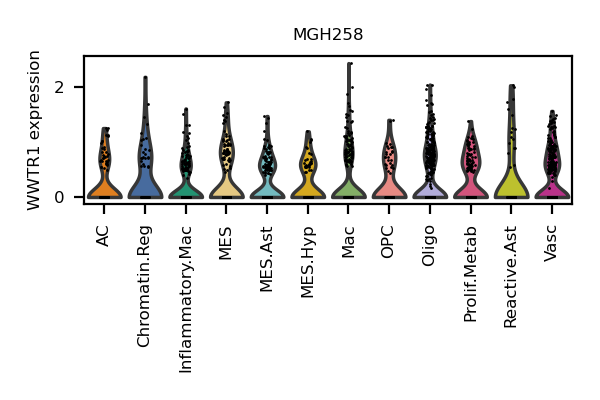 MGH258
WWTR1 expression
2
0
AC
Chromatin.Reg
Inflammatory.Mac
MES
MES.Ast
MES.Hyp
Mac
OPC
Oligo
Prolif.Metab
Reactive.Ast
Vasc